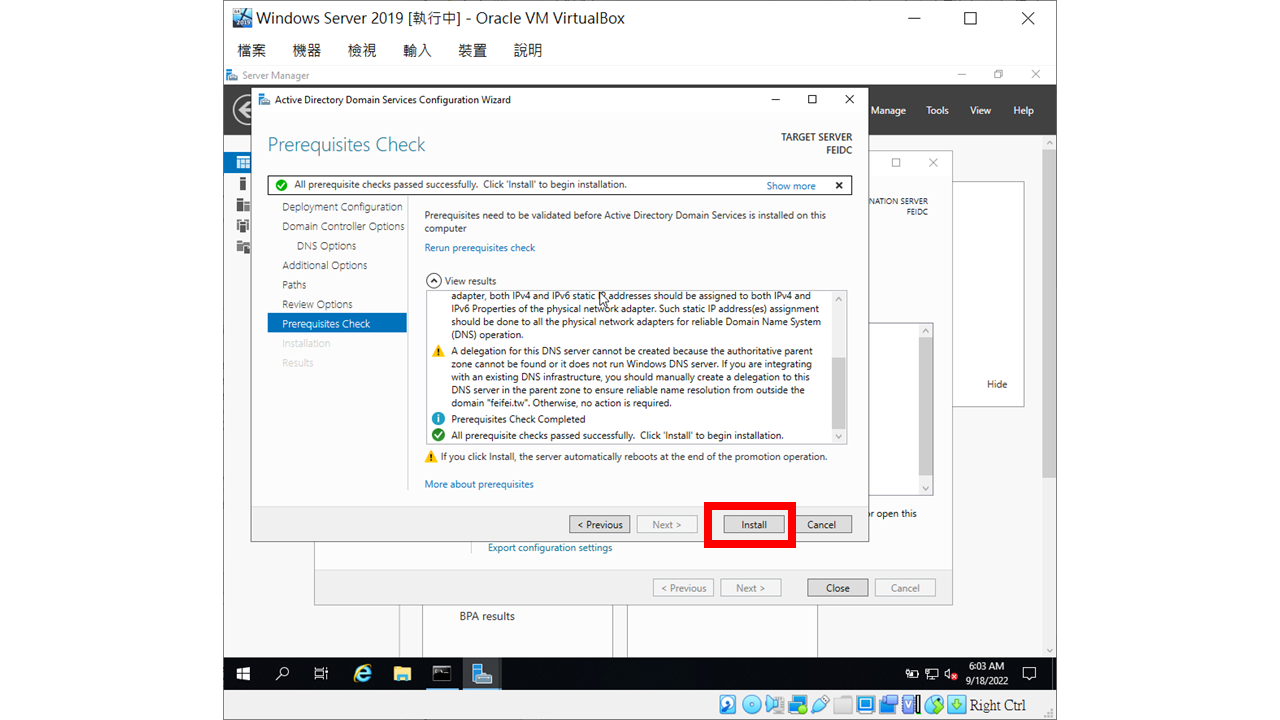 Windows Server 2019 [執行中] - Oracle VM VirtualBox
檔案 機器 檢視 輸入 裝置 說明
Server Manager
Manage Tools View Help
Active Directory Domain Services Configuration Wizard
Prerequisites Check
TARGET SERVER
FEIDC
All prerequisite checks passed successfully. Click 'Install' to begin installation.
Show more
Deployment Configuration
Domain Controller Options
DNS Options
Additional Options
Paths
Review Options
Prerequisites Check
Installation
Results
Prerequisites need to be validated before Active Directory Domain Services is installed on this
computer
Rerun prerequisites check
View results
adapter, both IPv4 and IPv6 static IP addresses should be assigned to both IPv4 and
IPv6 Properties of the physical network adapter. Such static IP address(es) assignment
should be done to all the physical network adapters for reliable Domain Name System
(DNS) operation.
A delegation for this DNS server cannot be created because the authoritative parent
zone cannot be found or it does not run Windows DNS server. If you are integrating
with an existing DNS infrastructure, you should manually create a delegation to this
DNS server in the parent zone to ensure reliable name resolution from outside the
domain "feifei.tw". Otherwise, no action is required.
Prerequisites Check Completed
All prerequisite checks passed successfully. Click 'Install' to begin installation.
If you click Install, the server automatically reboots at the end of the promotion operation.
More about prerequisites
< Previous Next > Install Cancel
NATION SERVER
FEIDC
Hide
or open this
Export configuration settings
< Previous Next > Close Cancel
BPA results
6:03 AM
9/18/2022
Right Ctrl